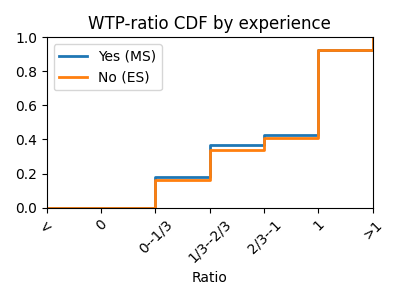 WTP-ratio CDF by experience
1.0
0.8
0.6
0.4
0.2
0.0
Yes (MS)
No (ES)
< 0 0--1/3 1/3--2/3 2/3--1 1 >1
Ratio